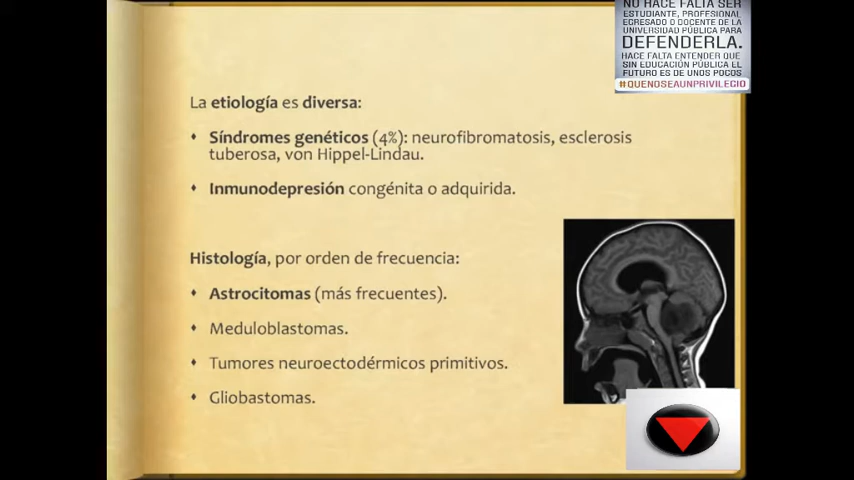 NO HACE FALTA SER
ESTUDIANTE, PROFESIONAL
EGRESADO O DOCENTE DE LA
UNIVERSIDAD PÚBLICA PARA
DEFENDERLA.
HACE FALTA ENTENDER QUE
SIN EDUCACIÓN PÚBLICA EL
FUTURO ES DE UNOS POCOS
#QUENOSEAUNPRIVILEGIO
La etiología es diversa:
Síndromes genéticos (4%): neurofibromatosis, esclerosis
tuberosa, von Hippel-Lindau.
Inmunodepresión congénita o adquirida.
Histología, por orden de frecuencia:
Astrocitomas (más frecuentes).
Meduloblastomas.
Tumores neuroectodérmicos primitivos.
Gliobastomas.